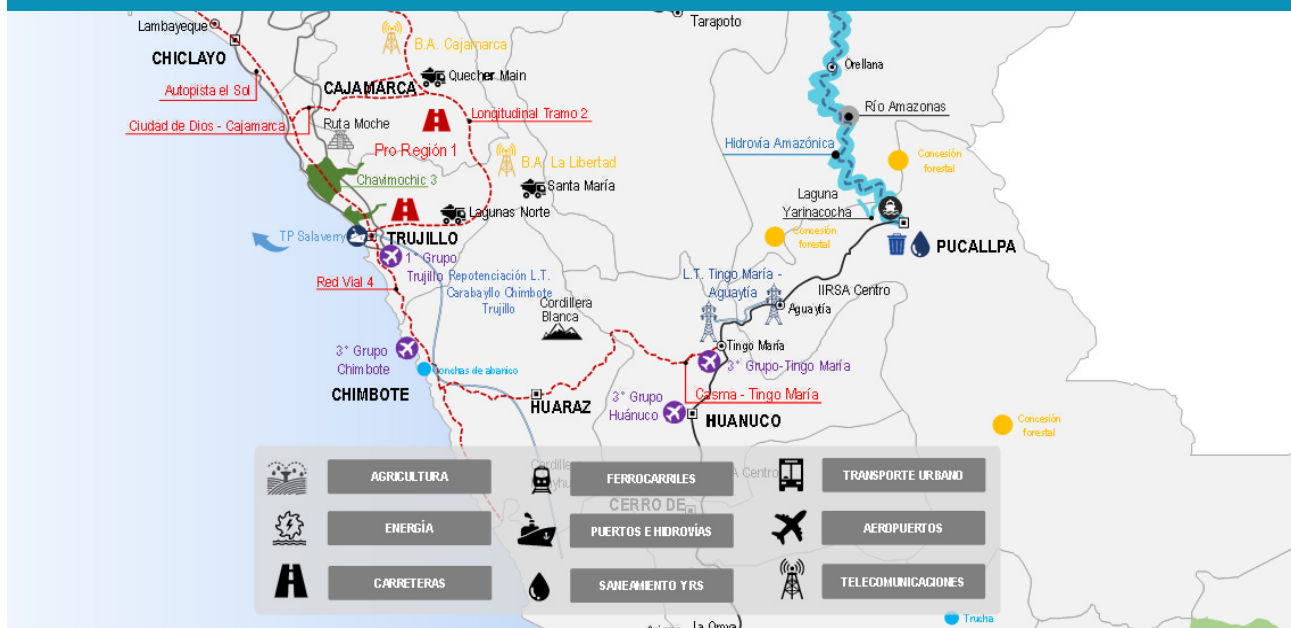 Lambayeque
Tarapoto
CHICLAYO
B.A. Cajamarca
Orellana
Autopista el Sol
CAJAMARCA
Quecher Main
Río Amazonas
Ciudad de Dios - Cajamarca
Ruta Moche
Longitudinal Tramo 2
Pro Región 1
Hidrovía Amazónica
Concesión
forestal
B.A. La Libertad
Chavimochic 3
Santa María
Laguna
Yarinacocha
Lagunas Norte
TP Salaverry
TRUJILLO
Concesión
forestal
PUCALLPA
1° Grupo
Trujillo
Repotenciación L.T.
Carabayllo Chimbote
Trujillo
L.T. Tingo María -
Aguaytía
Red Vial 4
IIRSA Centro
Cordillera
Blanca
Aguaytía
Tingo María
3° Grupo
Chimbote
3° Grupo-Tingo María
Conchas de abanico
CHIMBOTE
HUARAZ
3° Grupo
Huánuco
Casma - Tingo María
HUANUCO
Concesión
forestal
AGRICULTURA
FERROCARRILES
Centro
TRANSPORTE URBANO
CERRO DE
ENERGÍA
PUERTOS E HIDROVÍAS
AEROPUERTOS
CARRETERAS
SANEAMIENTO Y RS
TELECOMUNICACIONES
Trucha
La Oroya